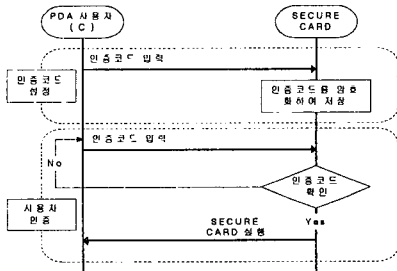 PDA 사용자
( C )
SECURE
CARD
인증코드 입력
인증코드
설정
인증코드를 암호
화하여 저장
인증코드 입력
No
인증코드
확인
사용자
인증
Yes
SECURE
CARD 실행